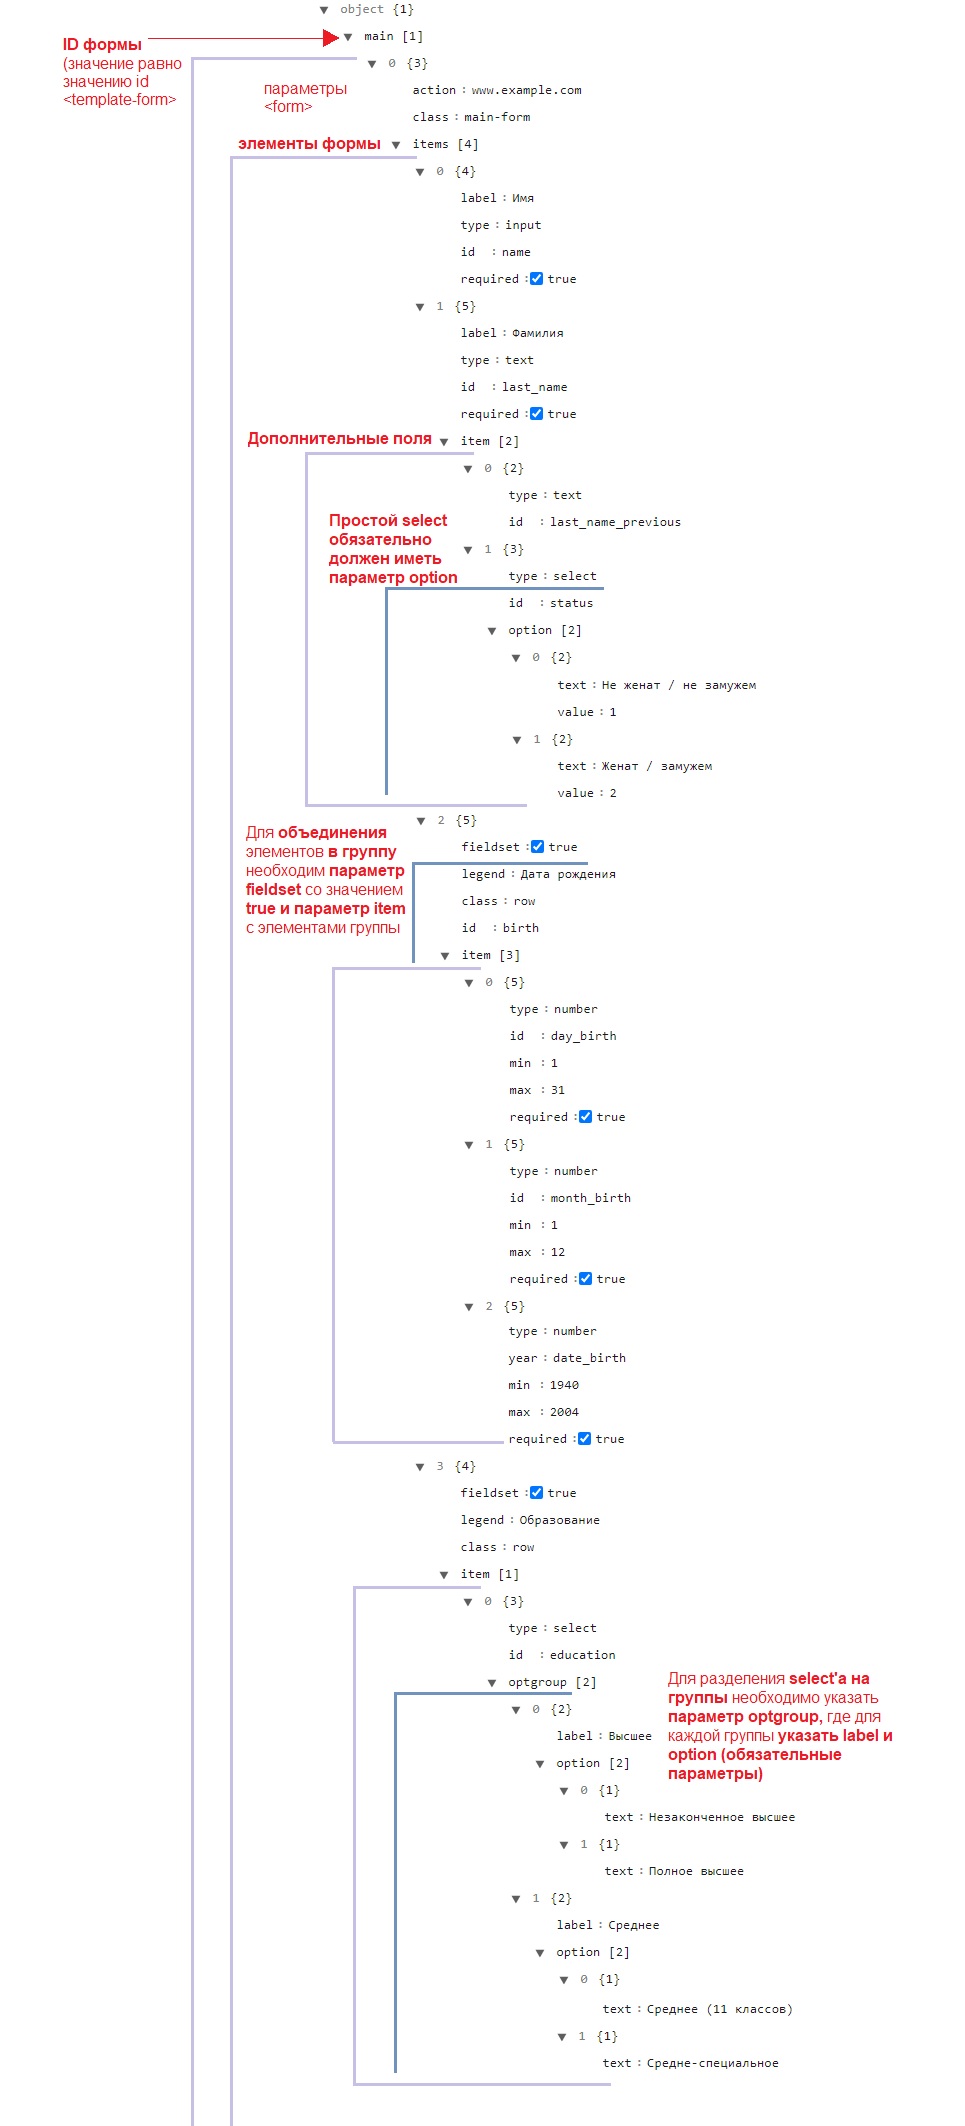 object {1}
ID формы
(значение равно
значению id
<template-form>
main [1]
0 {3}
параметры
<form>
action : www.example.com
class : main-form
элементы формы
items [4]
0 {4}
label : Имя
type : input
id : name
required : true
1 {5}
label : Фамилия
type : text
id : last_name
required : true
Дополнительные поля
item [2]
0 {2}
type : text
id : last_name_previous
Простой select
обязательно
должен иметь
параметр option
1 {3}
type : select
id : status
option [2]
0 {2}
text : Не женат / не замужем
value : 1
1 {2}
text : Женат / замужем
value : 2
2 {5}
Для объединения
элементов в группу
необходим параметр
fieldset со значением
true и параметр item
с элементами группы
fieldset : true
legend : Дата рождения
class : row
id : birth
item [3]
0 {5}
type : number
id : day_birth
min : 1
max : 31
required : true
1 {5}
type : number
id : month_birth
min : 1
max : 12
required : true
2 {5}
type : number
year : date_birth
min : 1940
max : 2004
required : true
3 {4}
fieldset : true
legend : Образование
class : row
item [1]
0 {3}
type : select
id : education
optgroup [2]
Для разделения select'а на
группы необходимо указать
параметр optgroup, где для
каждой группы указать label и
option (обязательные
параметры)
0 {2}
label : Высшее
option [2]
0 {1}
text : Незаконченное высшее
1 {1}
text : Полное высшее
1 {2}
label : Среднее
option [2]
0 {1}
text : Среднее (11 классов)
1 {1}
text : Средне-специальное